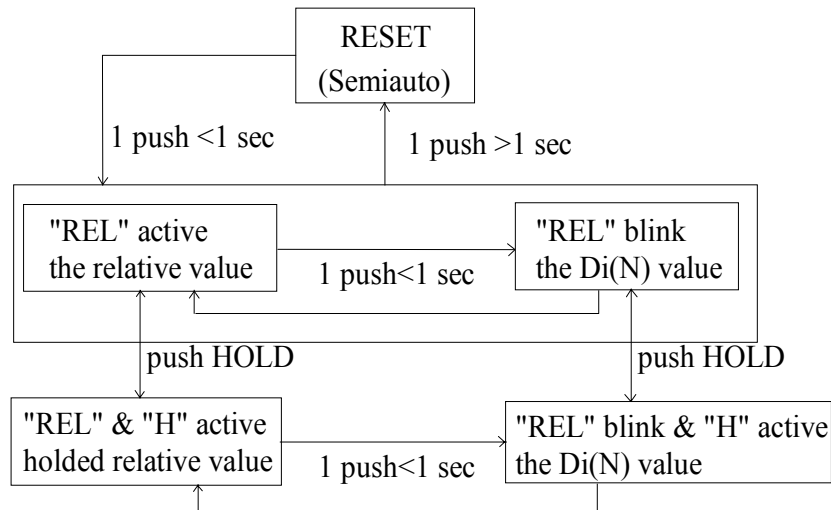 RESET
(Semiauto)
1 push <1 sec
1 push >1 sec
"REL" active
the relative value
1 push<1 sec
"REL" blink
the Di(N) value
push HOLD
push HOLD
"REL" & "H" active
holded relative value
1 push<1 sec
"REL" blink & "H" active
the Di(N) value